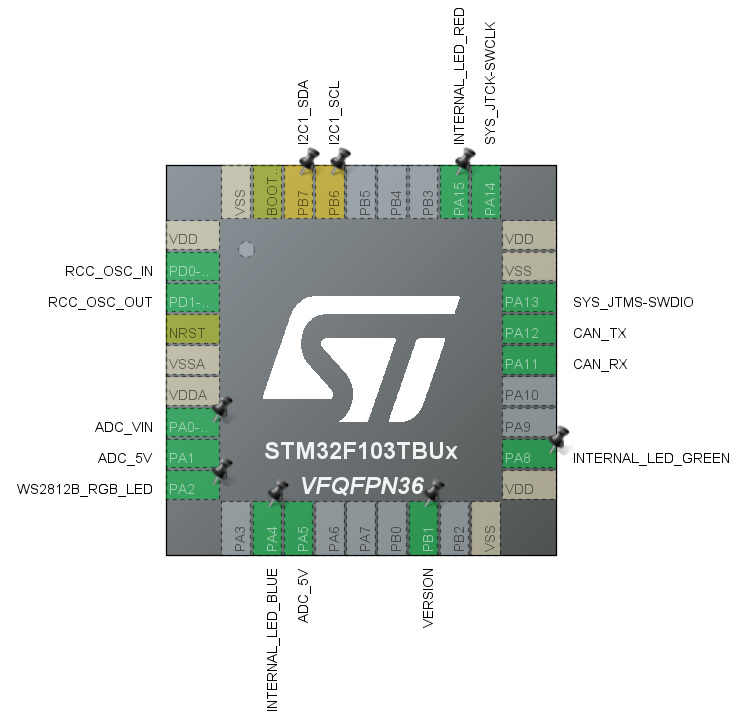 INTERNAL_LED_RED
SYS_JTCK-SWCLK
I2C1_SDA
I2C1_SCL
VSS
BOOT...
PB7
PB6
PB5
PB4
PB3
PA15
PA14
VDD
VDD
RCC_OSC_IN
PD0-...
VSS
RCC_OSC_OUT
PD1-...
PA13
SYS_JTMS-SWDIO
NRST
PA12
CAN_TX
VSSA
PA11
CAN_RX
VDDA
PA10
ADC_VIN
PA0-...
PA9
ADC_5V
PA1
PA8
INTERNAL_LED_GREEN
WS2812B_RGB_LED
PA2
VDD
STM32F103TBUx
VFQFPN36
PA3
PA4
PA5
PA6
PA7
PB0
PB1
PB2
VSS
INTERNAL_LED_BLUE
ADC_5V
VERSION